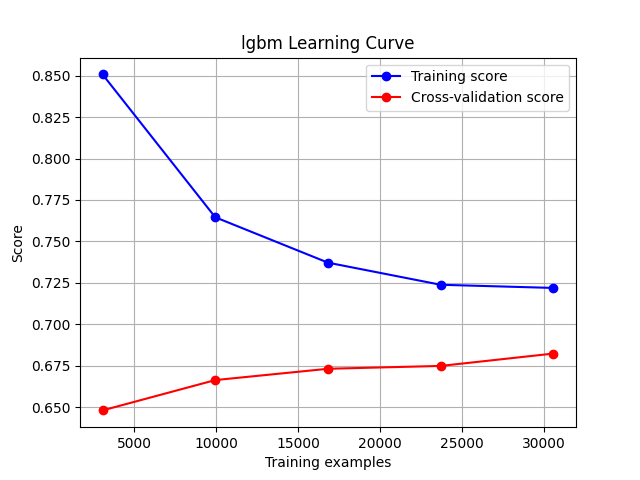 lgbm Learning Curve
Training score
Cross-validation score
0.850
0.825
0.800
0.775
0.750
0.725
0.700
0.675
0.650
Score
5000 10000 15000 20000 25000 30000
Training examples